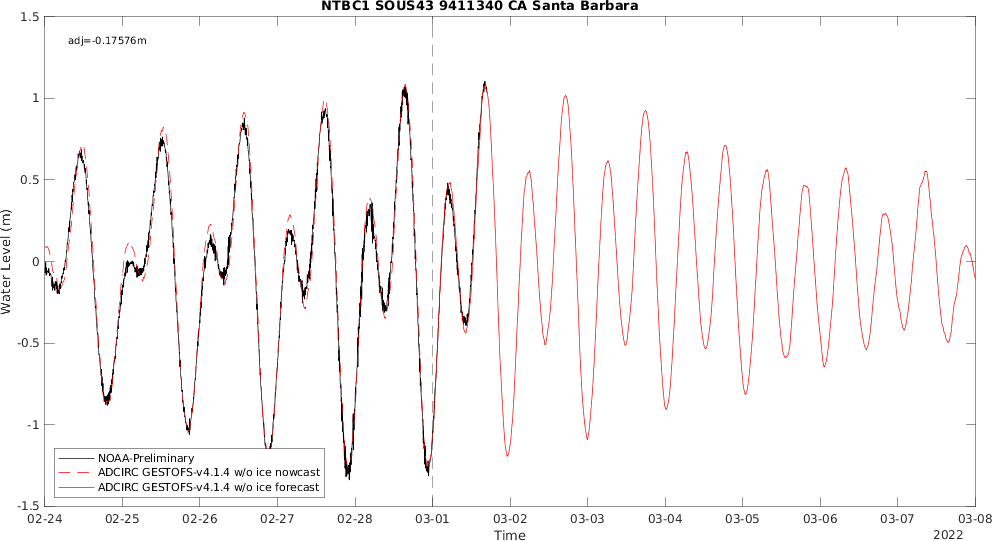 NTBC1 SOUS43 9411340 CA Santa Barbara
adj=-0.17576m
1.5
1
0.5
0
-0.5
-1
-1.5
Water Level (m)
NOAA-Preliminary
ADCIRC GESTOFS-v4.1.4 w/o ice nowcast
ADCIRC GESTOFS-v4.1.4 w/o ice forecast
02-24 02-25 02-26 02-27 02-28 03-01 03-02 03-03 03-04 03-05 03-06 03-07 03-08
Time
2022